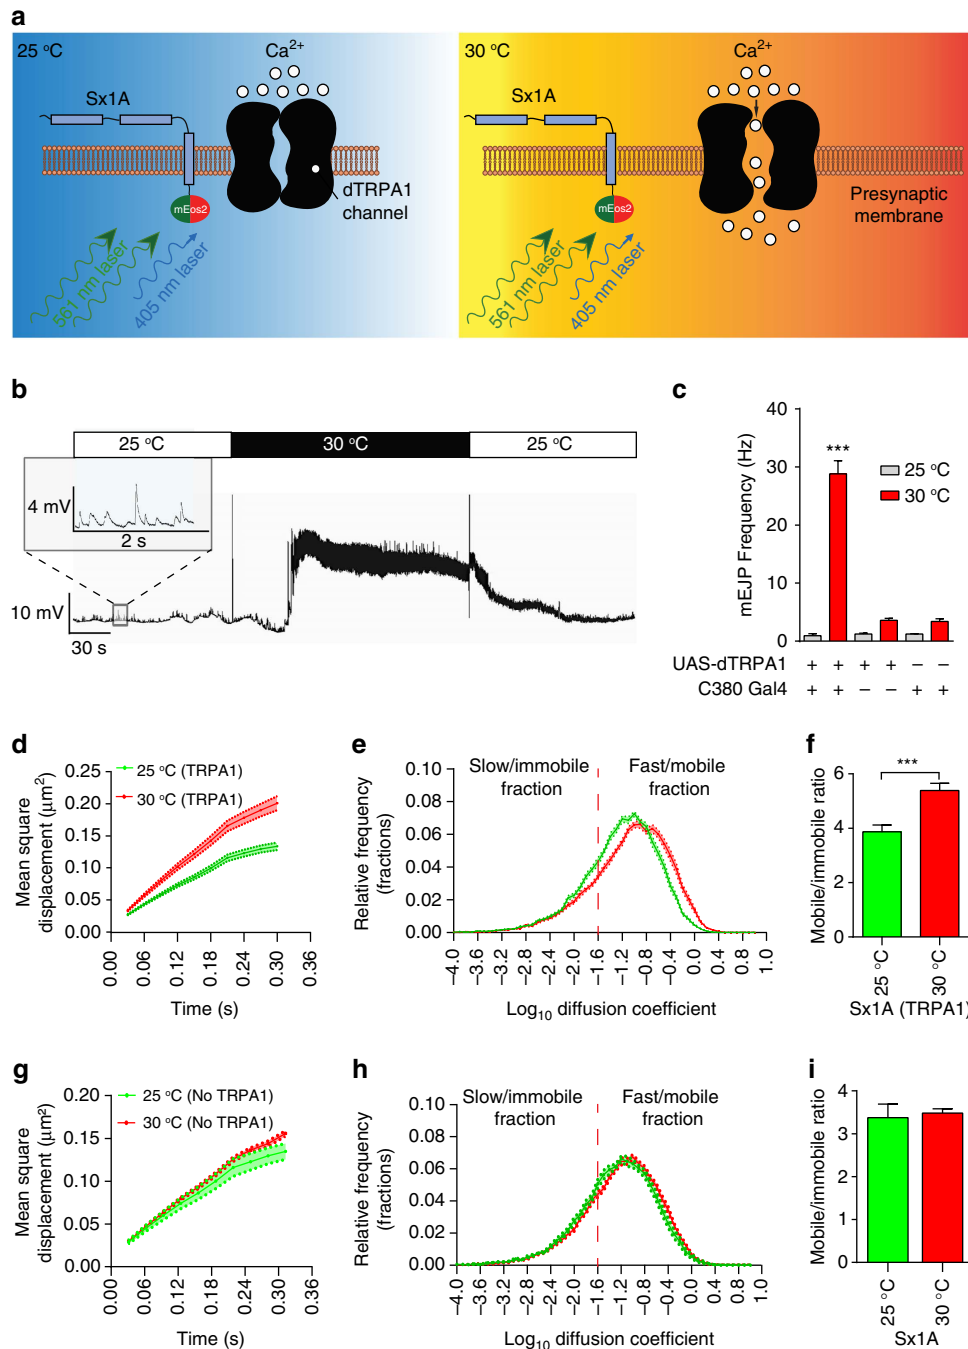 a
25 °C
Ca2+
Sx1A
mEos2
dTRPA1
channel
561 nm laser
405 nm laser
30 °C
Ca2+
Sx1A
mEos2
Presynaptic
membrane
561 nm laser
405 nm laser
b
25 °C
30 °C
25 °C
4 mV
2 s
10 mV
30 s
c
40
30
20
10
0
mEJP Frequency (Hz)
***
25 °C
30 °C
UAS-dTRPA1 + + + + – –
C380 Gal4 + + – – + +
d
25 °C (TRPA1)
30 °C (TRPA1)
Mean square
displacement (μm2)
0.25
0.20
0.15
0.10
0.05
0.00
0.00 0.06 0.12 0.18 0.24 0.30 0.36
Time (s)
e
Slow/immobile
fraction
Fast/mobile
fraction
Relative frequency
(fractions)
0.10
0.08
0.06
0.04
0.02
0.00
–4.0 –3.6 –3.2 –2.8 –2.4 –2.0 –1.6 –1.2 –0.8 –0.4 0.0 0.4 1.0
Log10 diffusion coefficient
f
***
Mobile/immobile ratio
6
4
2
0
25 °C
30 °C
Sx1A (TRPA1)
g
25 °C (No TRPA1)
30 °C (No TRPA1)
Mean square
displacement (μm2)
0.20
0.15
0.10
0.05
0.00
0.00 0.06 0.12 0.18 0.24 0.30 0.36
Time (s)
h
Slow/immobile
fraction
Fast/mobile
fraction
Relative frequency
(fractions)
0.10
0.08
0.06
0.04
0.02
0.00
–4.0 –3.6 –3.2 –2.8 –2.4 –2.0 –1.6 –1.2 –0.8 –0.4 0.0 0.4 1.0
Log10 diffusion coefficient
i
Mobile/immobile ratio
4
3
2
1
0
25 °C
30 °C
Sx1A